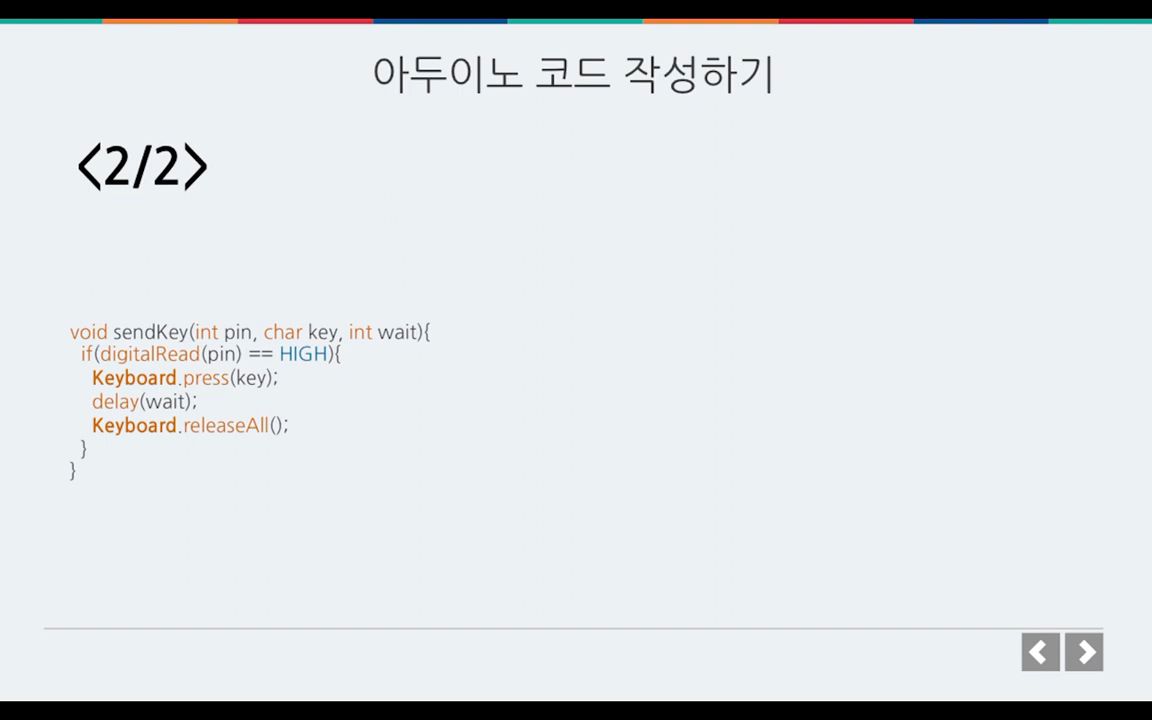 아두이노 코드 작성하기
<2/2>
void sendKey(int pin, char key, int wait){
if(digitalRead(pin) == HIGH){
Keyboard.press(key);
delay(wait);
Keyboard.releaseAll();
}
}